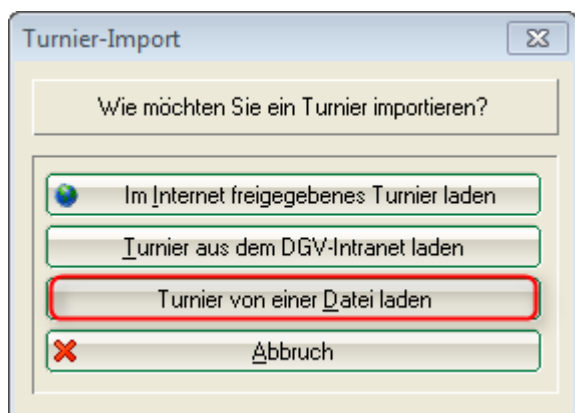 Turnier-Import
Wie möchten Sie ein Turnier importieren?
Im Internet freigegebenes Turnier laden
Turnier aus dem DGV-Intranet laden
Turnier von einer Datei laden
Abbruch